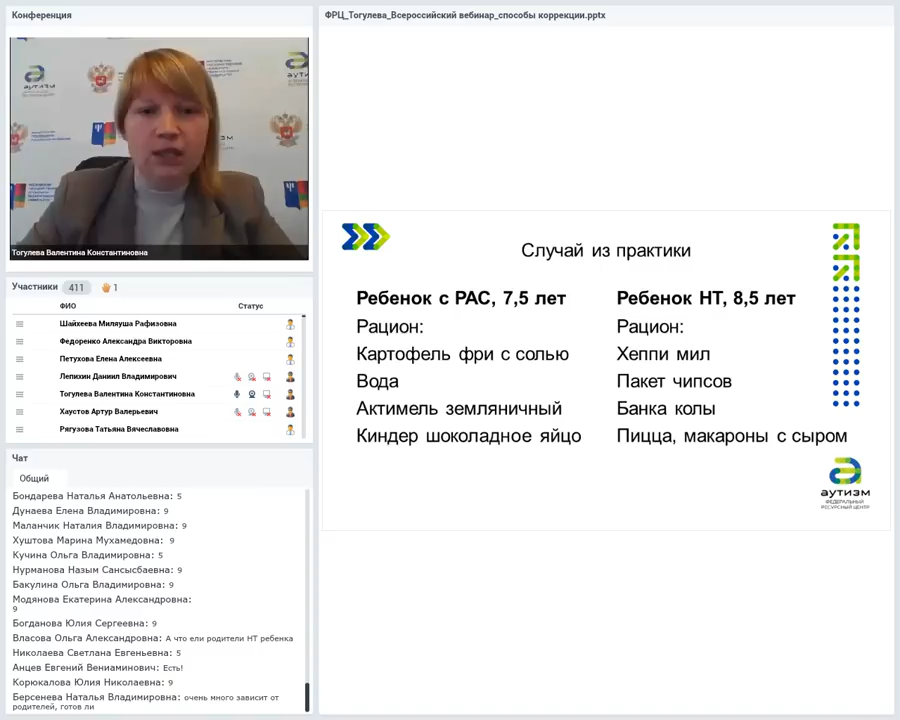 Конференция
аутизм
аутизм
Тогулева Валентина Константиновна
Участники 411 1
ФИО Статус
Шайхеева Миляуша Рафизовна
Федоренко Александра Викторовна
Петухова Елена Алексеевна
Лепихин Даниил Владимирович
Тогулева Валентина Константиновна
Хаустов Артур Валерьевич
Рягузова Татьяна Вячеславовна
Чат
Общий
Бондарева Наталья Анатольевна: 5
Дунаева Елена Владимировна: 9
Маланчик Наталия Владимировна: 9
Хуштова Марина Мухамедовна: 9
Кучина Ольга Владимировна: 5
Нурманова Назым Сансысбаевна: 9
Бакулина Ольга Владимировна: 9
Модянова Екатерина Александровна:
9
Богданова Юлия Сергеевна: 9
Власова Ольга Александровна: А что ели родители НТ ребенка
Николаева Светлана Евгеньевна: 5
Анцев Евгений Вениаминович: Есть!
Корюкалова Юлия Николаевна: 9
Берсенева Наталья Владимировна: очень много зависит от
родителей, готов ли
ФРЦ_Тогулева_Всероссийский вебинар_способы коррекции.pptx
Случай из практики
Ребенок с РАС, 7,5 лет
Рацион:
Картофель фри с солью
Вода
Актимель земляничный
Киндер шоколадное яйцо
Ребенок НТ, 8,5 лет
Рацион:
Хеппи мил
Пакет чипсов
Банка колы
Пицца, макароны с сыром
аутизм
ФЕДЕРАЛЬНЫЙ
РЕСУРСНЫЙ ЦЕНТР